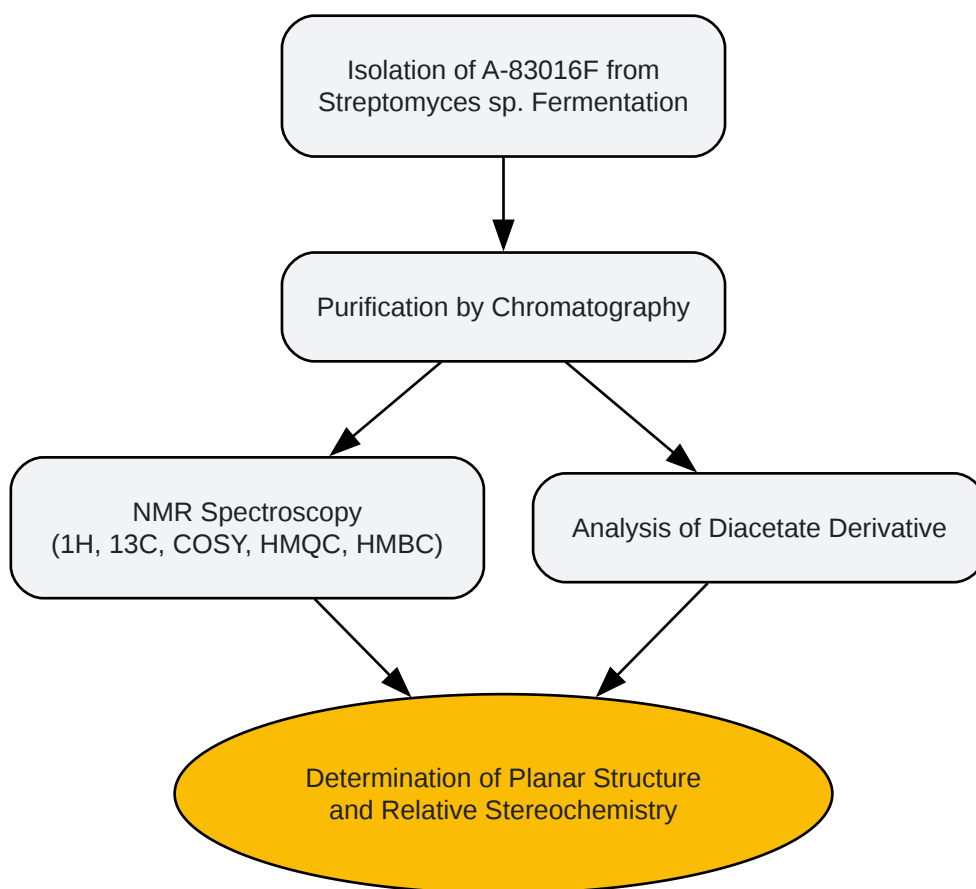 Isolation of A-83016F from
Streptomyces sp. Fermentation
Purification by Chromatography
NMR Spectroscopy
(1H, 13C, COSY, HMQC, HMBC)
Analysis of Diacetate Derivative
Determination of Planar Structure
and Relative Stereochemistry